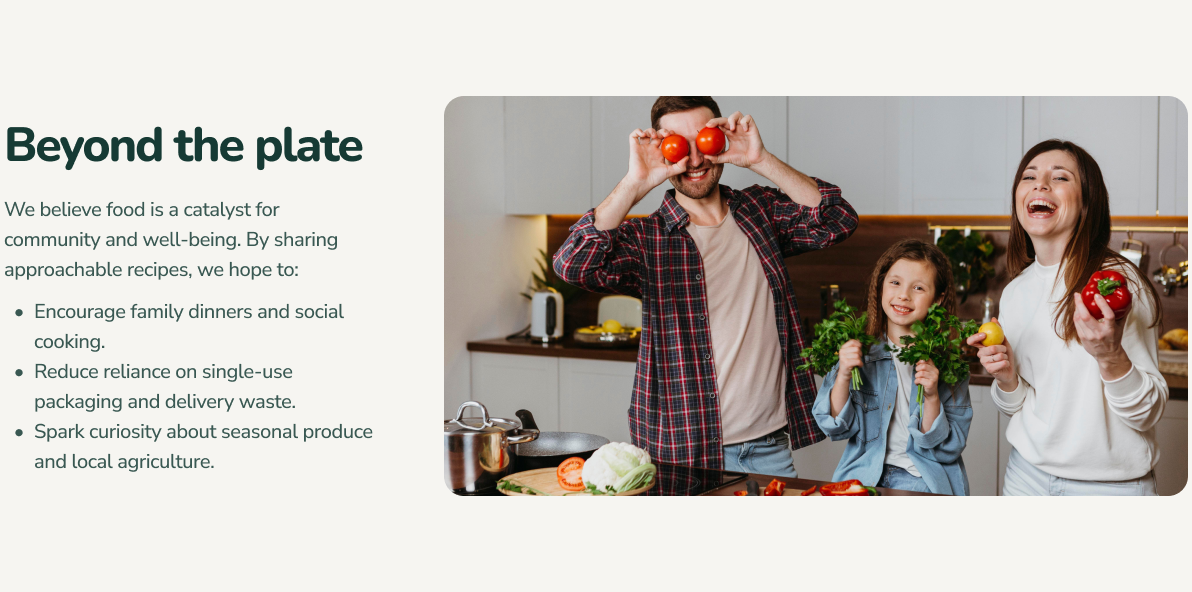 Beyond the plate
We believe food is a catalyst for
community and well-being. By sharing
approachable recipes, we hope to:
• Encourage family dinners and social
cooking.
• Reduce reliance on single-use
packaging and delivery waste.
• Spark curiosity about seasonal produce
and local agriculture.